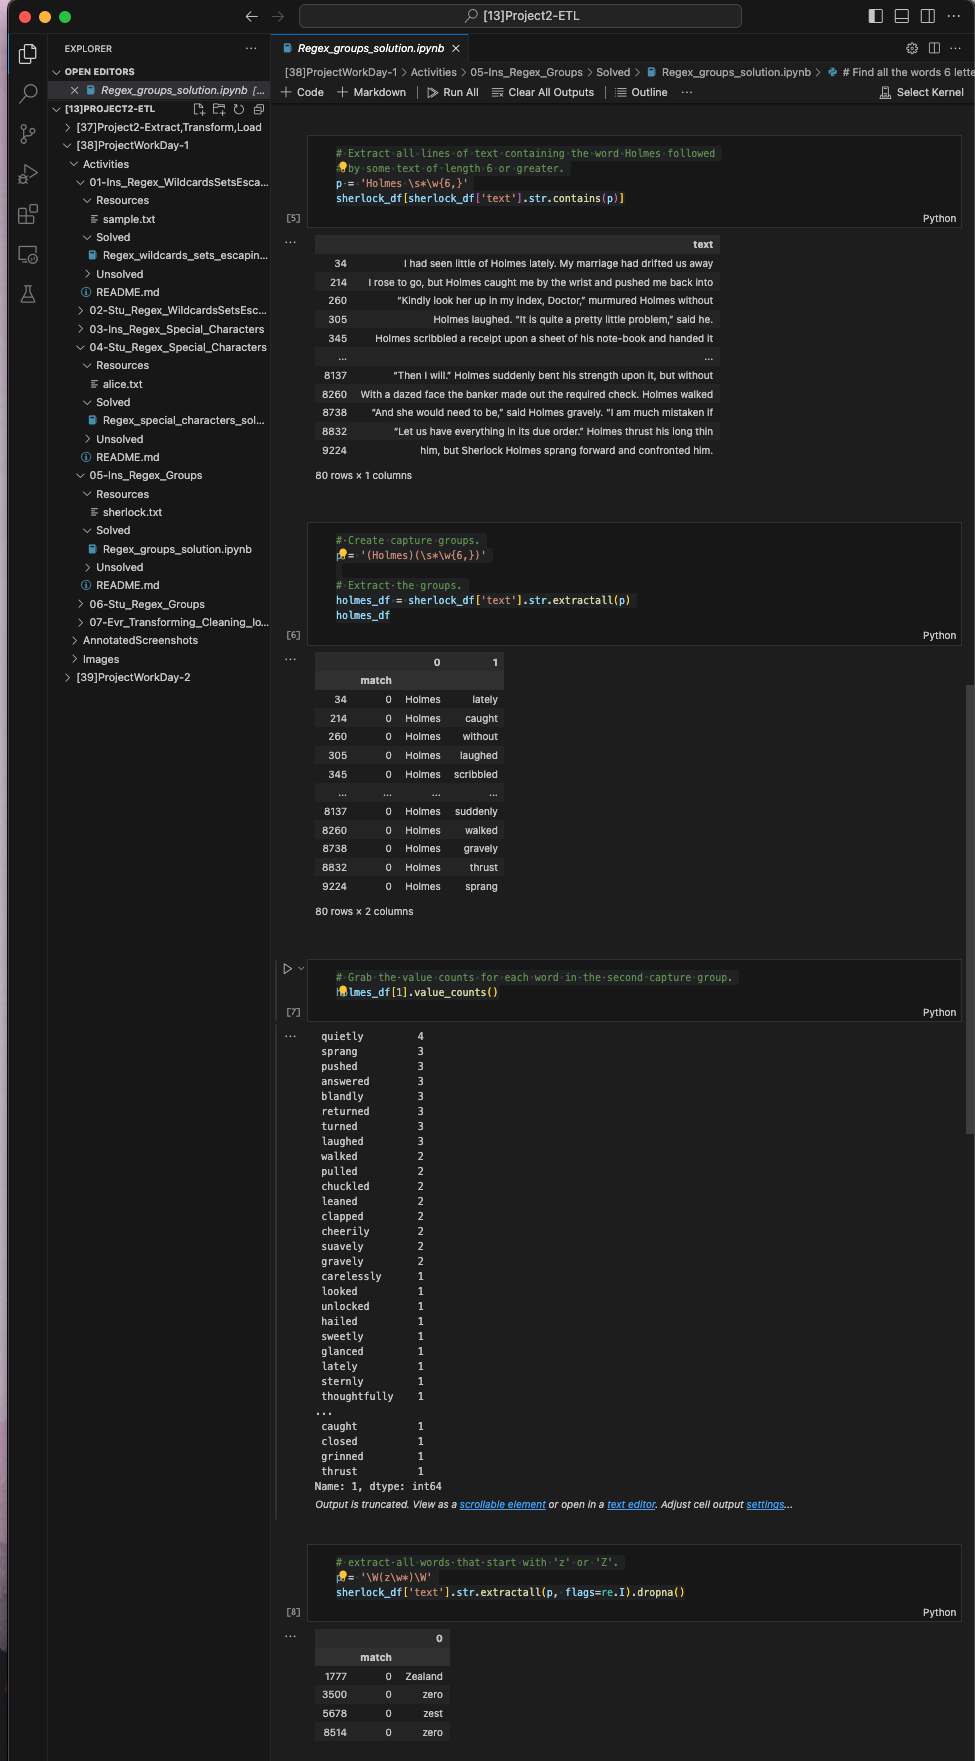 [13]Project2-ETL
EXPLORER
OPEN EDITORS
Regex_groups_solution.ipynb [...
[13]PROJECT2-ETL
[37]Project2-Extract,Transform,Load
[38]ProjectWorkDay-1
Activities
01-Ins_Regex_WildcardsSetsEsca...
Resources
sample.txt
Solved
Regex_wildcards_sets_escapin...
Unsolved
README.md
02-Stu_Regex_WildcardsSetsEsc...
03-Ins_Regex_Special_Characters
04-Stu_Regex_Special_Characters
Resources
alice.txt
Solved
Regex_special_characters_sol...
Unsolved
README.md
05-Ins_Regex_Groups
Resources
sherlock.txt
Solved
Regex_groups_solution.ipynb
Unsolved
README.md
06-Stu_Regex_Groups
07-Evr_Transforming_Cleaning_Io...
AnnotatedScreenshots
Images
[39]ProjectWorkDay-2
Regex_groups_solution.ipynb
[38]ProjectWorkDay-1 > Activities > 05-Ins_Regex_Groups > Solved > Regex_groups_solution.ipynb > # Find all the words 6 lette
+ Code + Markdown Run All Clear All Outputs Outline ... Select Kernel
# Extract all lines of text containing the word Holmes followed
# by some text of length 6 or greater.
p = 'Holmes \s*\w{6,}'
sherlock_df[sherlock_df['text'].str.contains(p)]
[5] Python
text
34 I had seen little of Holmes lately. My marriage had drifted us away
214 I rose to go, but Holmes caught me by the wrist and pushed me back into
260 “Kindly look her up in my index, Doctor,” murmured Holmes without
305 Holmes laughed. “It is quite a pretty little problem,” said he.
345 Holmes scribbled a receipt upon a sheet of his note-book and handed it
... ...
8137 “Then I will.” Holmes suddenly bent his strength upon it, but without
8260 With a dazed face the banker made out the required check. Holmes walked
8738 “And she would need to be,” said Holmes gravely. “I am much mistaken if
8832 “Let us have everything in its due order.” Holmes thrust his long thin
9224 him, but Sherlock Holmes sprang forward and confronted him.
80 rows × 1 columns
# Create capture groups.
p = '(Holmes)(\s*\w{6,})'
# Extract the groups.
holmes_df = sherlock_df['text'].str.extractall(p)
holmes_df
[6] Python
0 1
match
34 0 Holmes lately
214 0 Holmes caught
260 0 Holmes without
305 0 Holmes laughed
345 0 Holmes scribbled
... ... ... ...
8137 0 Holmes suddenly
8260 0 Holmes walked
8738 0 Holmes gravely
8832 0 Holmes thrust
9224 0 Holmes sprang
80 rows × 2 columns
# Grab the value counts for each word in the second capture group.
holmes_df[1].value_counts()
[7] Python
quietly 4
sprang 3
pushed 3
answered 3
blandly 3
returned 3
turned 3
laughed 3
walked 2
pulled 2
chuckled 2
leaned 2
clapped 2
cheerily 2
suavely 2
gravely 2
carelessly 1
looked 1
unlocked 1
hailed 1
sweetly 1
glanced 1
lately 1
sternly 1
thoughtfully 1
...
caught 1
closed 1
grinned 1
thrust 1
Name: 1, dtype: int64
Output is truncated. View as a scrollable element or open in a text editor. Adjust cell output settings...
# extract all words that start with 'z' or 'Z'.
p = '\W(z\w*)\W'
sherlock_df['text'].str.extractall(p, flags=re.I).dropna()
[8] Python
0
match
1777 0 Zealand
3500 0 zero
5678 0 zest
8514 0 zero